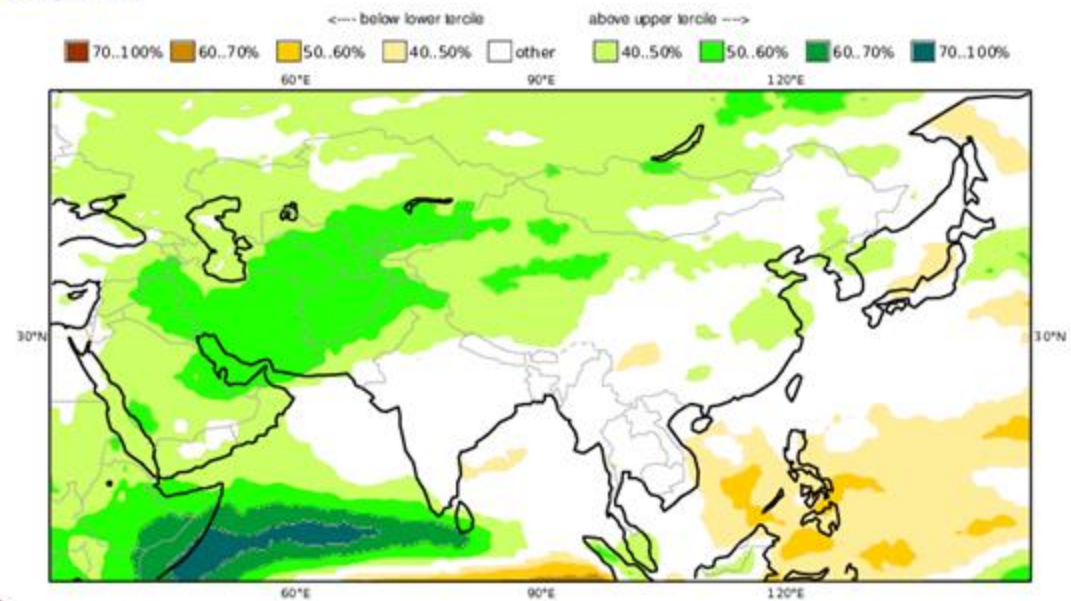 <---- below lower tercile above upper tercile ---->
70..100% 60..70% 50..60% 40..50% other 40..50% 50..60% 60..70% 70..100%
60°E 90°E 120°E
30°N 30°N
60°E 90°E 120°E